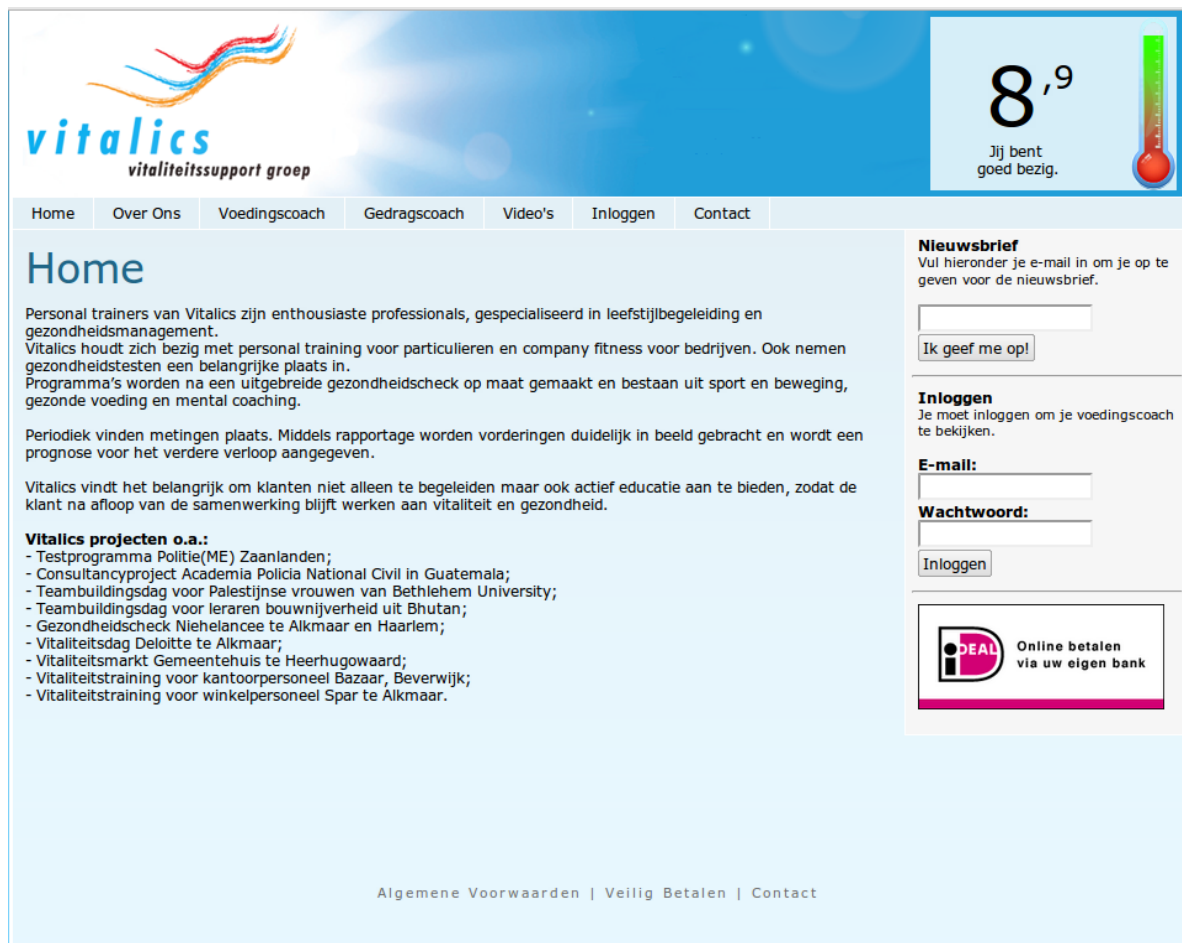 vitalics
vitaliteitssupport groep
8,9
Jij bent
goed bezig.
Home Over Ons Voedingscoach Gedragscoach Video's Inloggen Contact
Home
Personal trainers van Vitalics zijn enthousiaste professionals, gespecialiseerd in leefstijlbegeleiding en
gezondheidsmanagement.
Vitalics houdt zich bezig met personal training voor particulieren en company fitness voor bedrijven. Ook nemen
gezondheidstesten een belangrijke plaats in.
Programma’s worden na een uitgebreide gezondheidscheck op maat gemaakt en bestaan uit sport en beweging,
gezonde voeding en mental coaching.
Periodiek vinden metingen plaats. Middels rapportage worden vorderingen duidelijk in beeld gebracht en wordt een
prognose voor het verdere verloop aangegeven.
Vitalics vindt het belangrijk om klanten niet alleen te begeleiden maar ook actief educatie aan te bieden, zodat de
klant na afloop van de samenwerking blijft werken aan vitaliteit en gezondheid.
Vitalics projecten o.a.:
- Testprogramma Politie(ME) Zaanlanden;
- Consultancyproject Academia Policia National Civil in Guatemala;
- Teambuildingsdag voor Palestijnse vrouwen van Bethlehem University;
- Teambuildingsdag voor leraren bouwnijverheid uit Bhutan;
- Gezondheidscheck Niehelancee te Alkmaar en Haarlem;
- Vitaliteitsdag Deloitte te Alkmaar;
- Vitaliteitsmarkt Gemeentehuis te Heerhugowaard;
- Vitaliteitstraining voor kantoorpersoneel Bazaar, Beverwijk;
- Vitaliteitstraining voor winkelpersoneel Spar te Alkmaar.
Nieuwsbrief
Vul hieronder je e-mail in om je op te
geven voor de nieuwsbrief.
Ik geef me op!
Inloggen
Je moet inloggen om je voedingscoach
te bekijken.
E-mail:
Wachtwoord:
Inloggen
iDEAL
Online betalen
via uw eigen bank
Algemene Voorwaarden | Veilig Betalen | Contact